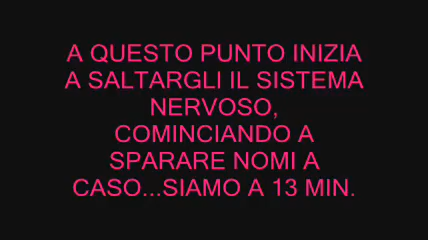 A QUESTO PUNTO INIZIA
A SALTARGLI IL SISTEMA
NERVOSO,
COMINCIANDO A
SPARARE NOMI A
CASO...SIAMO A 13 MIN.